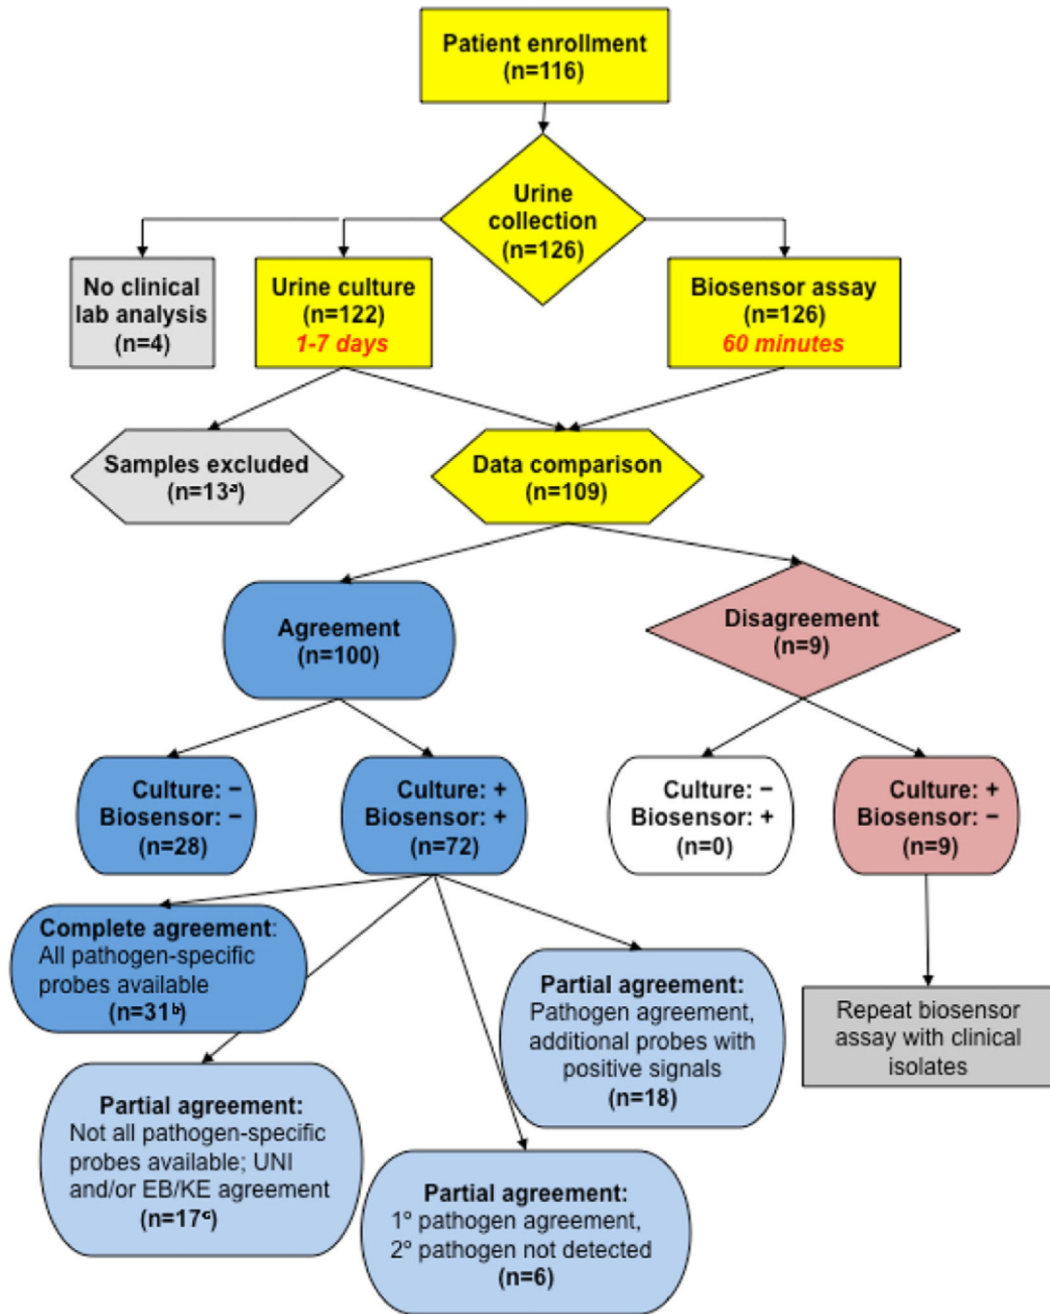 Patient enrollment
(n=116)
Urine
collection
(n=126)
No clinical
lab analysis
(n=4)
Urine culture
(n=122)
1-7 days
Biosensor assay
(n=126)
60 minutes
Samples excluded
(n=13ᵃ)
Data comparison
(n=109)
Agreement
(n=100)
Disagreement
(n=9)
Culture: −
Biosensor: −
(n=28)
Culture: +
Biosensor: +
(n=72)
Culture: −
Biosensor: +
(n=0)
Culture: +
Biosensor: −
(n=9)
Complete agreement:
All pathogen-specific
probes available
(n=31ᵇ)
Partial agreement:
Pathogen agreement,
additional probes with
positive signals
(n=18)
Repeat biosensor
assay with clinical
isolates
Partial agreement:
Not all pathogen-specific
probes available; UNI
and/or EB/KE agreement
(n=17ᶜ)
Partial agreement:
1° pathogen agreement,
2° pathogen not detected
(n=6)